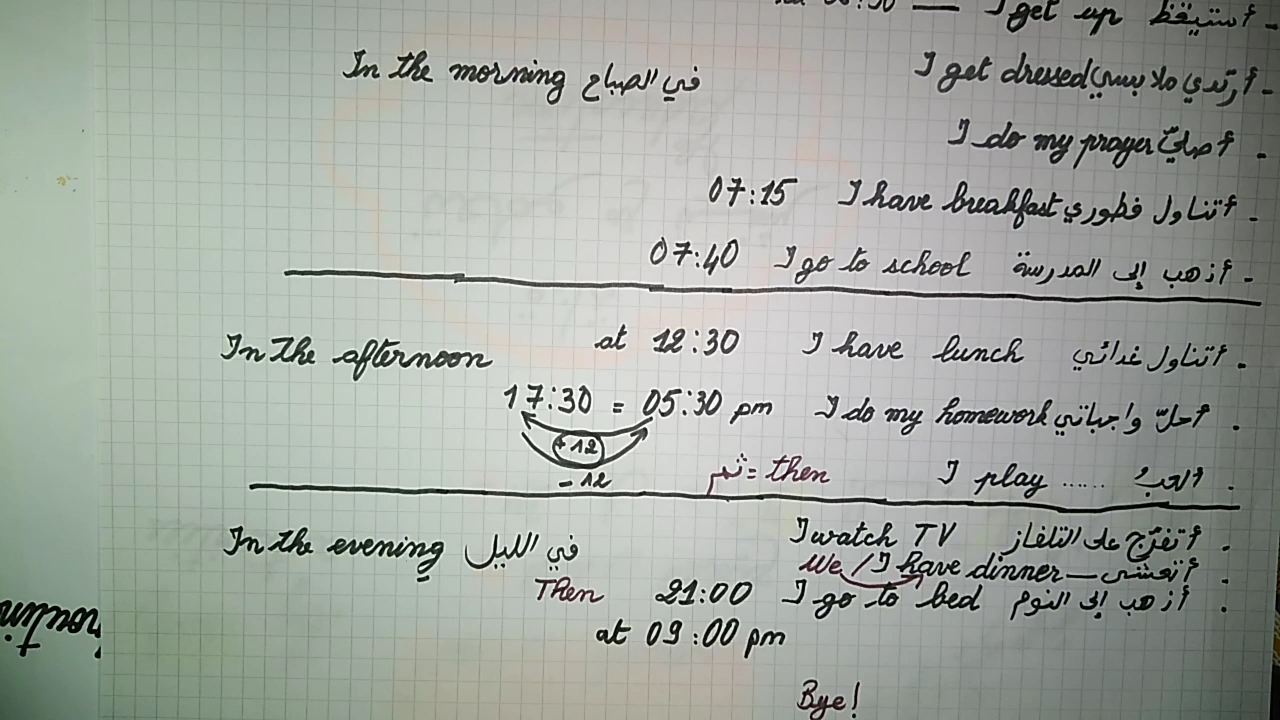 I get up أستيقظ -
In the morning في الصباح
I get dressed أرتدي ملابسي -
I do my prayer أصليّ -
07:15 I have breakfast أتناول فطوري -
07:40 I go to school أذهب إلى المدرسة -
In the afternoon
at 12:30 I have lunch أتناول غدائي -
17:30 = 05:30 pm I do my homework أحلّ واجباتي -
+12
- 12
ثم = then I play ...... ألعب -
In the evening في الليل
I watch TV أتفرّج على التلفاز -
We / I have dinner — أتعشى -
Then 21:00 I go to bed أذهب إلى النوم -
at 09:00 pm
Bye!